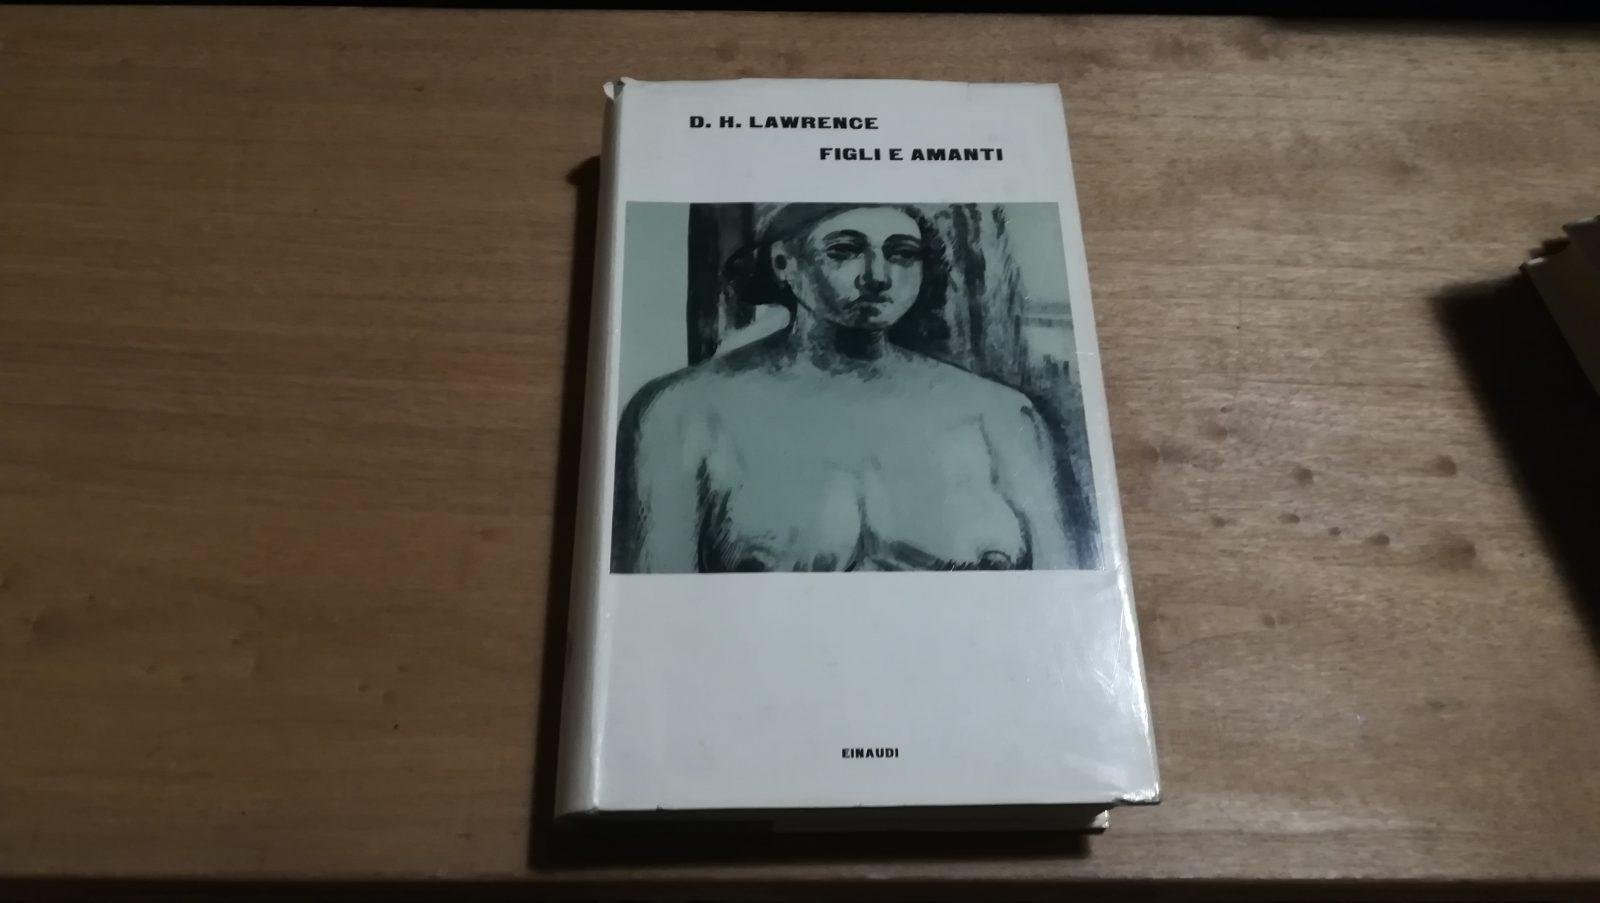 D. H. LAWRENCE
FIGLI E AMANTI
EINAUDI